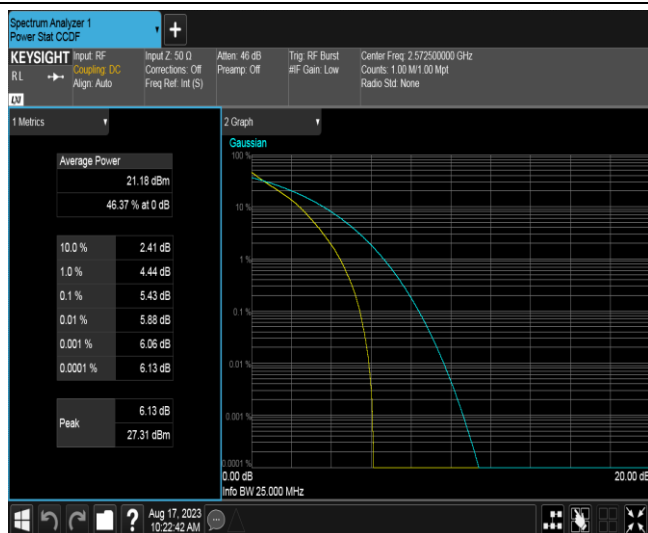 Spectrum Analyzer 1
Power Stat CCDF
+
KEYSIGHT
RL
LXI
Input: RF
Coupling: DC
Align: Auto
Input Z: 50 Ω
Corrections: Off
Freq Ref: Int (S)
Atten: 46 dB
Preamp: Off
Trig: RF Burst
#IF Gain: Low
Center Freq: 2.572500000 GHz
Counts: 1.00 M/1.00 Mpt
Radio Std: None
1 Metrics
Average Power
21.18 dBm
46.37 % at 0 dB
10.0 % 2.41 dB
1.0 % 4.44 dB
0.1 % 5.43 dB
0.01 % 5.88 dB
0.001 % 6.06 dB
0.0001 % 6.13 dB
Peak
6.13 dB
27.31 dBm
2 Graph
Gaussian
100 %
10 %
1 %
0.1 %
0.01 %
0.001 %
0.0001 %
0.00 dB 20.00 dB
Info BW 25.000 MHz
?
Aug 17, 2023
10:22:42 AM